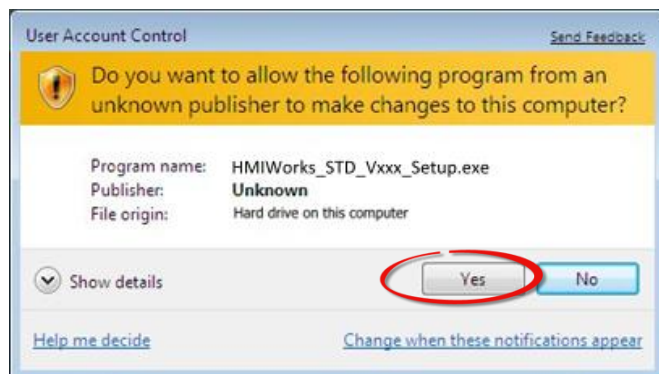 User Account Control
Send Feedback
Do you want to allow the following program from an
unknown publisher to make changes to this computer?
Program name: HMIWorks_STD_Vxxx_Setup.exe
Publisher: Unknown
File origin: Hard drive on this computer
Show details
Yes
No
Help me decide
Change when these notifications appear